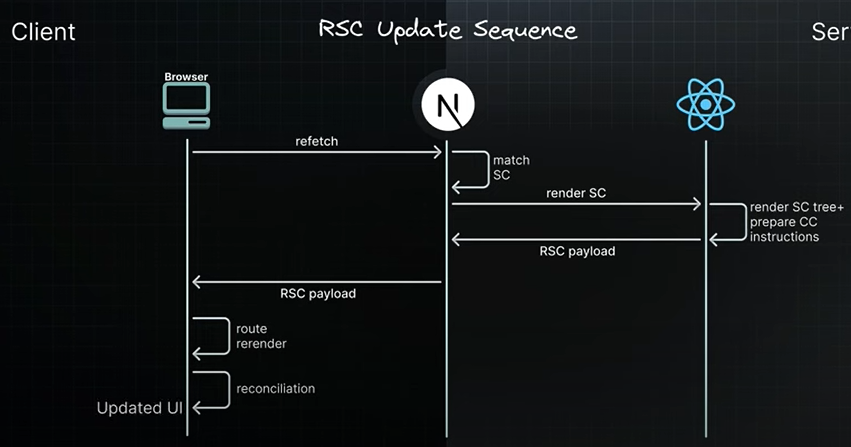 Client
RSC Update Sequence
Ser
Browser
N
refetch
match
SC
render SC
render SC tree+
prepare CC
instructions
RSC payload
RSC payload
route
rerender
reconciliation
Updated UI